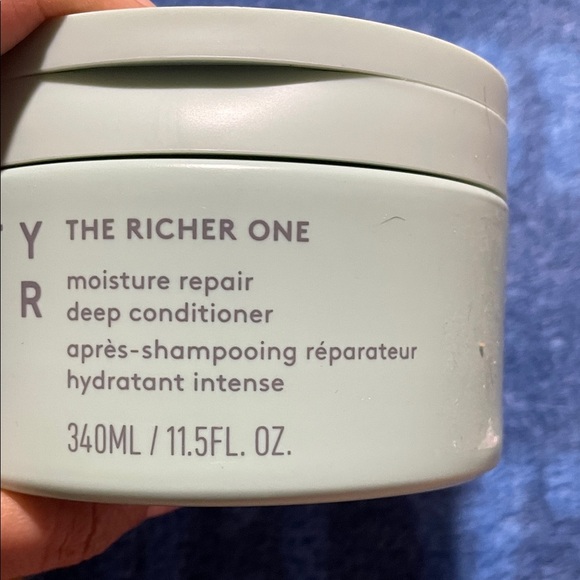 Y
R
THE RICHER ONE
moisture repair
deep conditioner
après-shampooing réparateur
hydratant intense
340ML / 11.5FL. OZ.